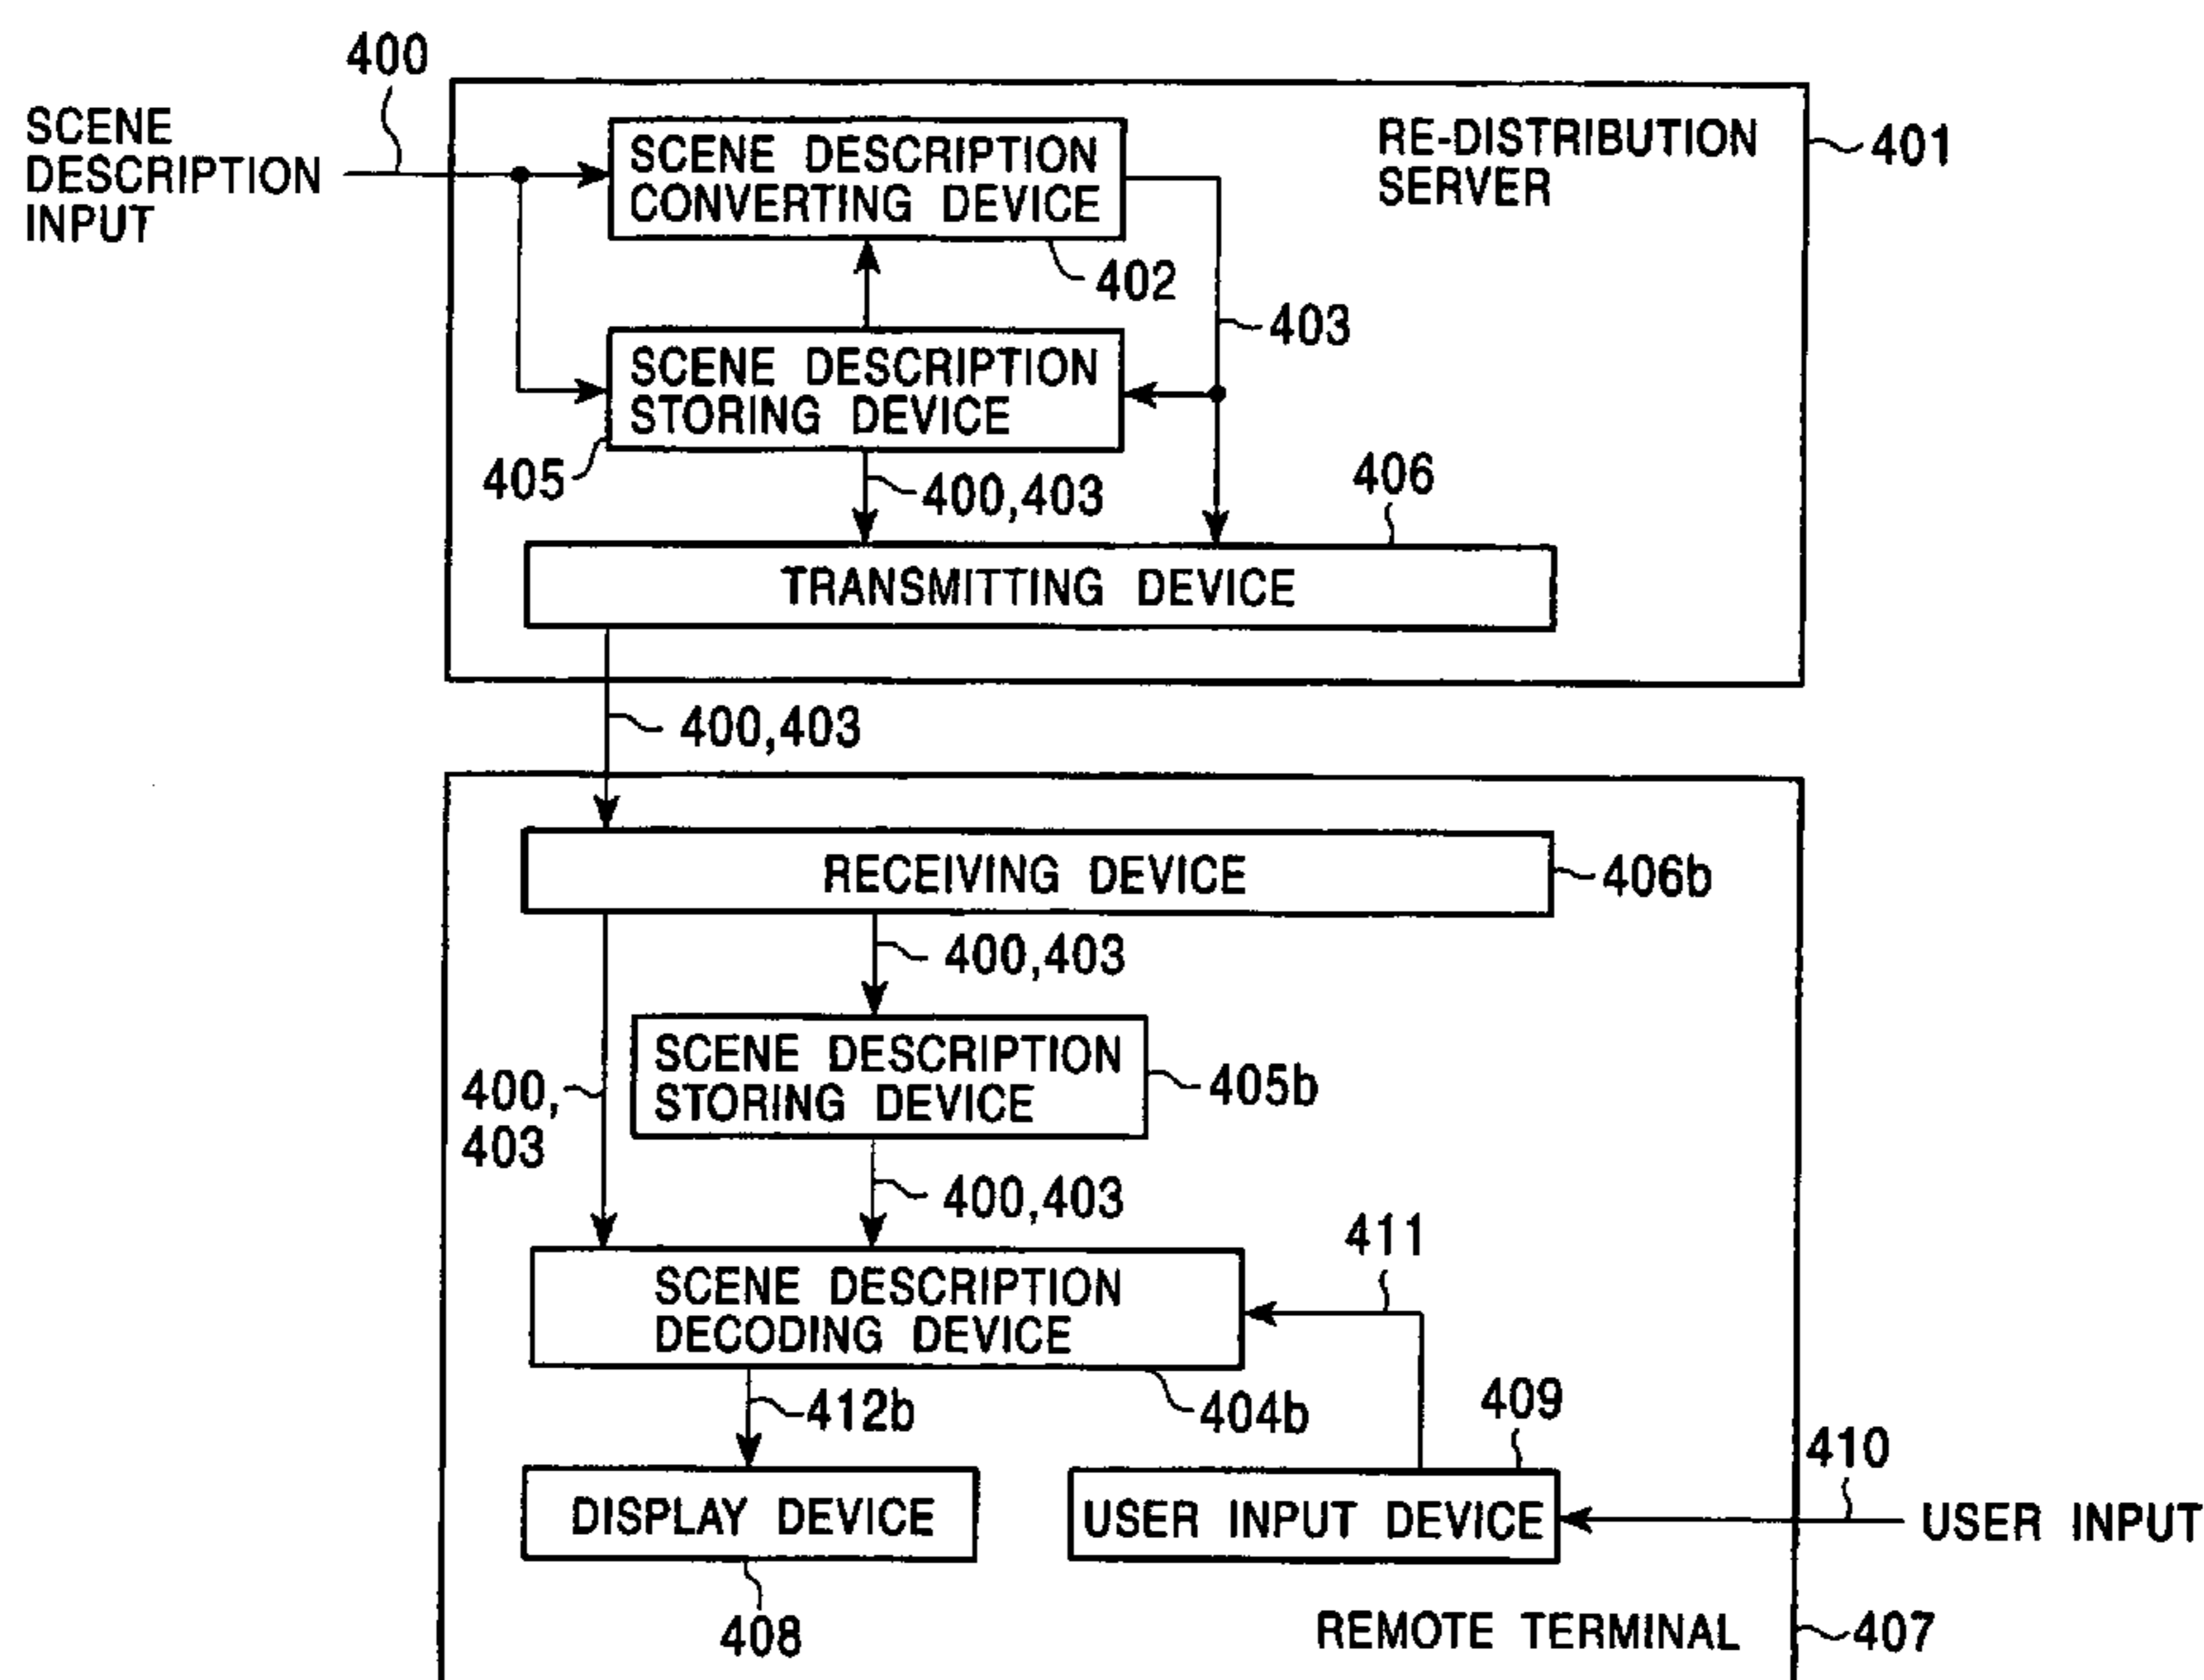 400
SCENE
DESCRIPTION
INPUT
SCENE DESCRIPTION
CONVERTING DEVICE
RE-DISTRIBUTION
SERVER
401
402
403
SCENE DESCRIPTION
STORING DEVICE
405
400,403
406
TRANSMITTING DEVICE
400,403
RECEIVING DEVICE
406b
400,403
SCENE DESCRIPTION
STORING DEVICE
405b
400,
403
400,403
411
SCENE DESCRIPTION
DECODING DEVICE
412b
404b
409
410
DISPLAY DEVICE
USER INPUT DEVICE
USER INPUT
408
REMOTE TERMINAL
407